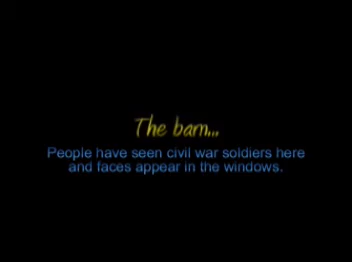 The barn...
People have seen civil war soldiers here
and faces appear in the windows.